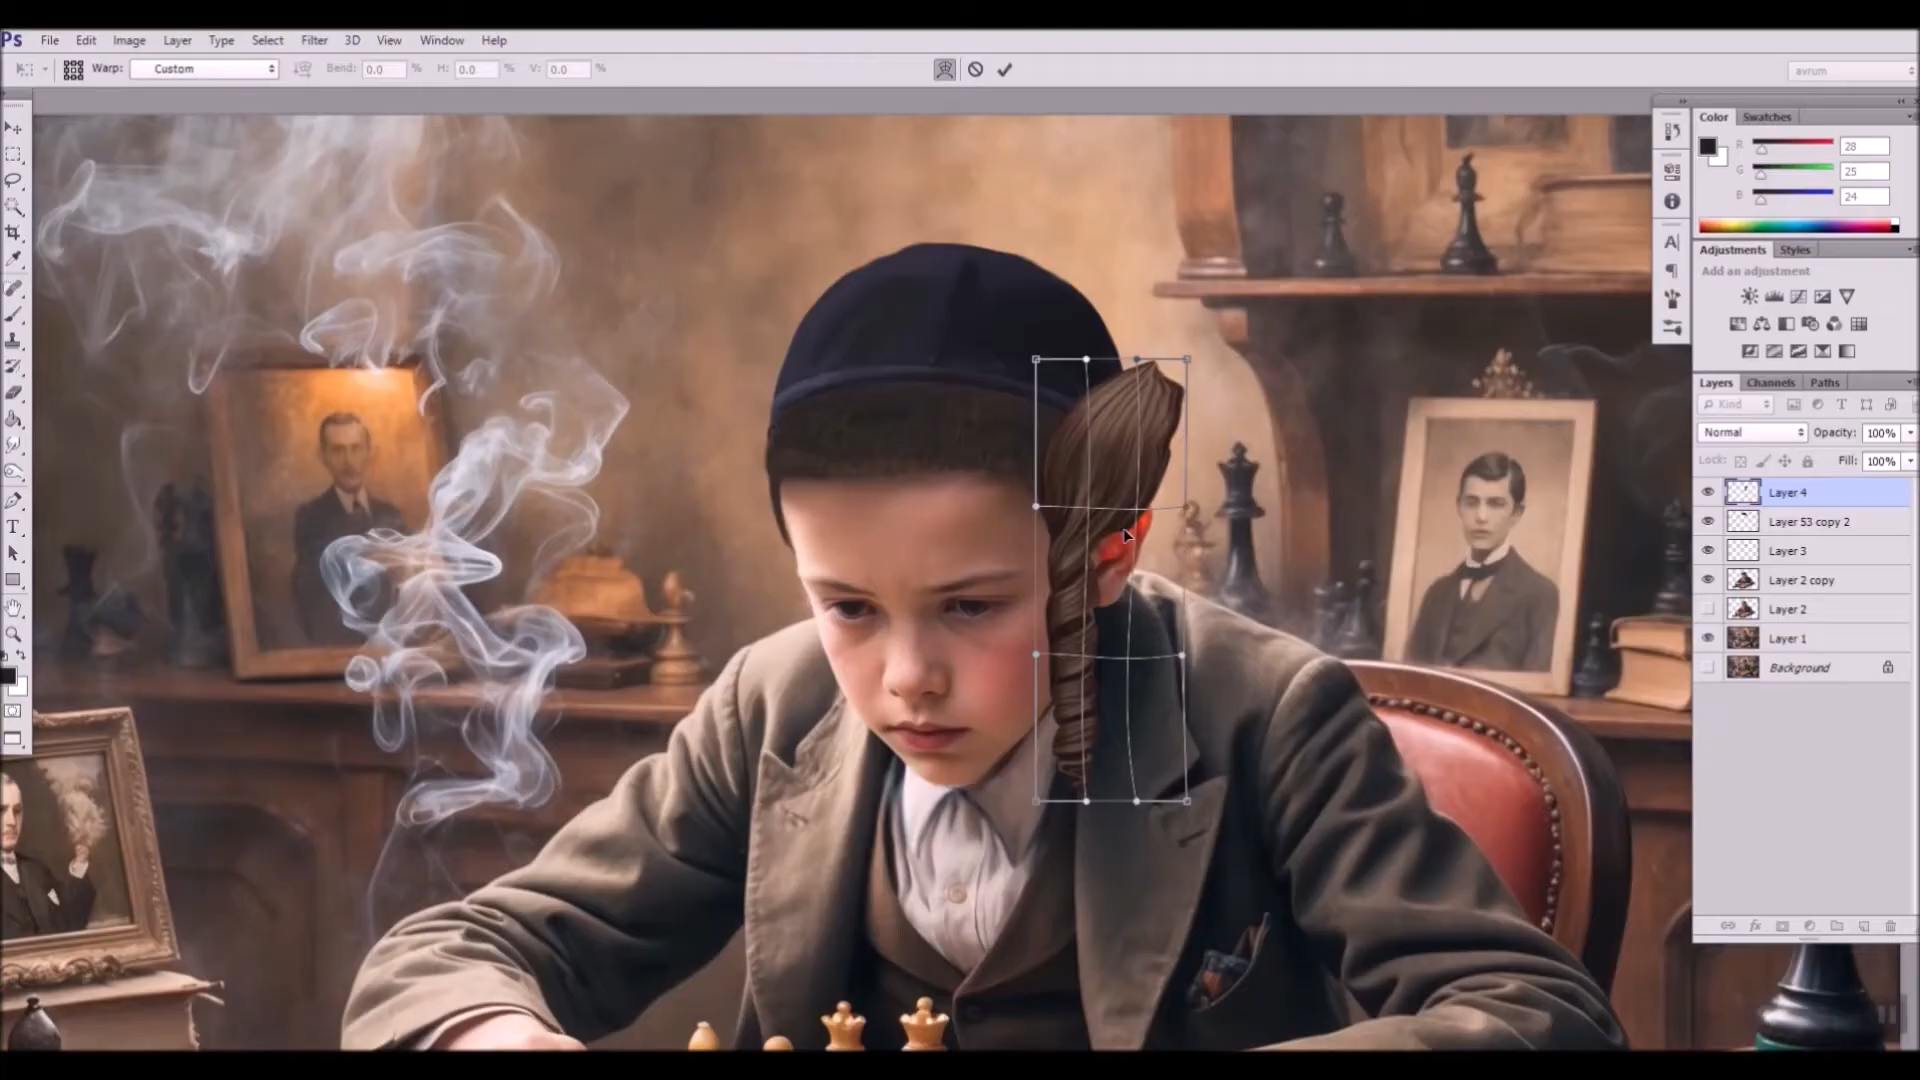 Ps File Edit Image Layer Type Select Filter 3D View Window Help
Warp: Custom Bend: 0.0 % H: 0.0 % V: 0.0 % avrum
Color Swatches
R 28
G 25
B 24
Adjustments Styles
Add an adjustment
Layers Channels Paths
Kind T
Normal Opacity: 100%
Lock: Fill: 100%
Layer 4
Layer 53 copy 2
Layer 3
Layer 2 copy
Layer 2
Layer 1
Background
fx